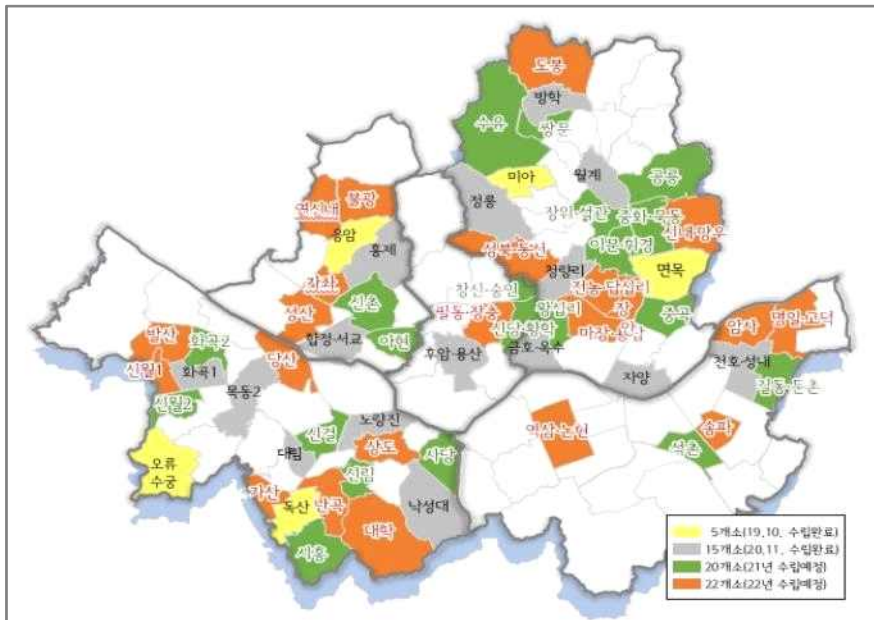 도봉
방학
수유
쌍문
미아
월계
공릉
정릉
장위·석관
중화·묵동
연신내
불광
신내·망우
응암
홍제
성북·동선
이문·휘경
청량리
면목
전농·답십리
좌
신촌
창신·숭인
왕십리
장
안
중곡
성산
필동·장충
신당·황학
마장·용답
암사
명일·고덕
합정·서교
아현
후암·용산
금호·옥수
발산
화곡2
당산
천호·성내
신월1
화곡1
자양
길동·둔촌
목동2
신월2
노량진
신길
역삼·논현
송파
오류
수궁
대림
상도
사당
석촌
신림
가산
독산
난곡
낙성대
대학
시흥
5개소(19.10. 수립완료)
15개소(20.11. 수립완료)
20개소(21년 수립예정)
22개소(22년 수립예정)